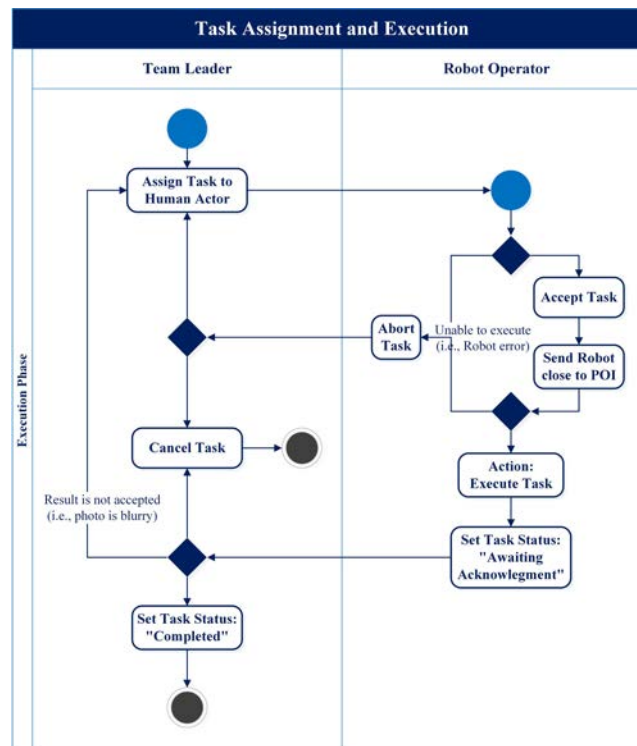 Task Assignment and Execution
Team Leader
Robot Operator
Execution Phase
Assign Task to
Human Actor
Accept Task
Abort
Task
Unable to execute
(i.e., Robot error)
Send Robot
close to POI
Cancel Task
Action:
Execute Task
Result is not accepted
(i.e., photo is blurry)
Set Task Status:
"Awaiting
Acknowlegment"
Set Task Status:
"Completed"